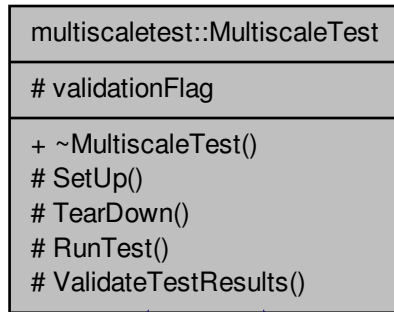 multiscaletest::MultiscaleTest
# validationFlag
+ ~MultiscaleTest()
# SetUp()
# TearDown()
# RunTest()
# ValidateTestResults()